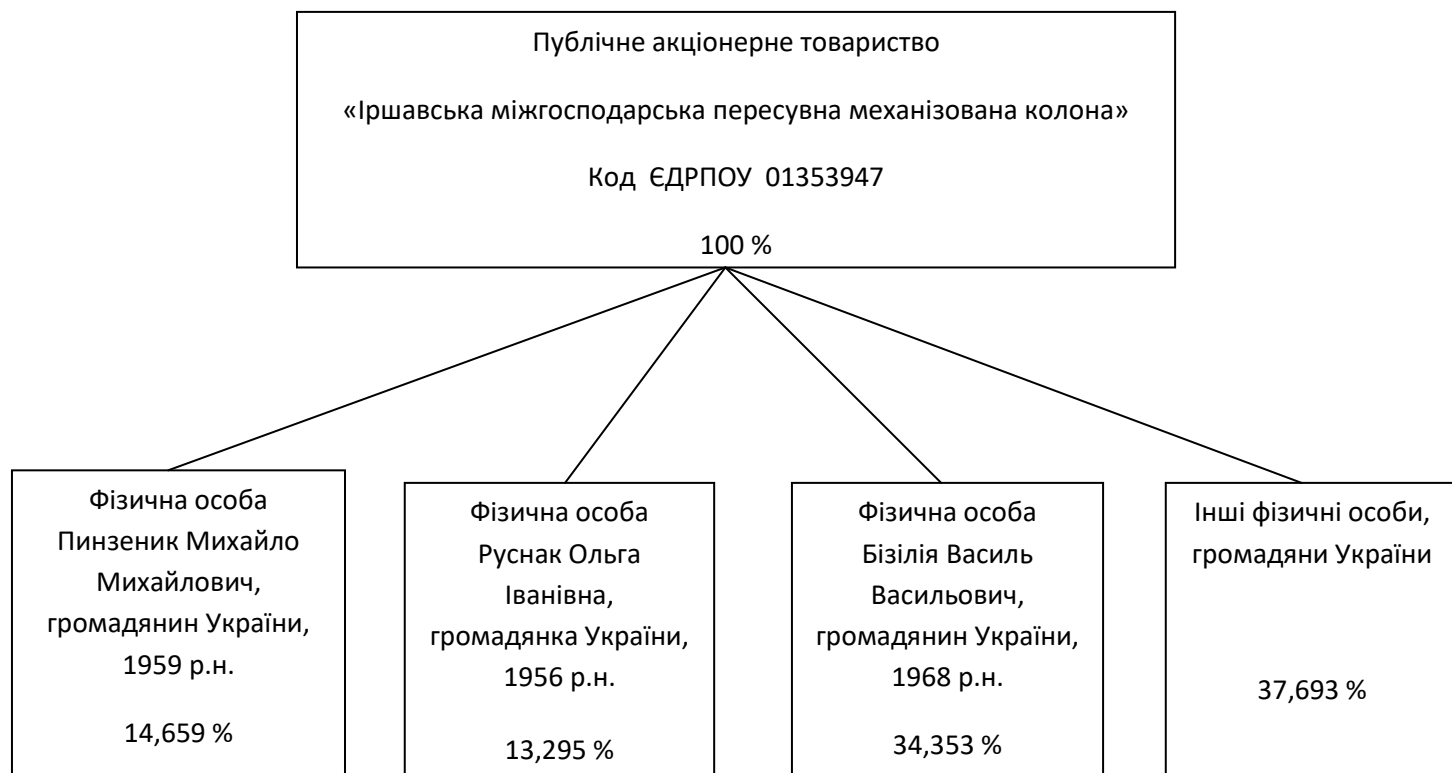 Публічне акціонерне товариство
«Іршавська міжгосподарська пересувна механізована колона»
Код ЄДРПОУ 01353947
100 %
Фізична особа
Пинзеник Михайло
Михайлович,
громадянин України,
1959 р.н.
14,659 %
Фізична особа
Руснак Ольга
Іванівна,
громадянка України,
1956 р.н.
13,295 %
Фізична особа
Бізілія Василь
Васильович,
громадянин України,
1968 р.н.
34,353 %
Інші фізичні особи,
громадяни України
37,693 %